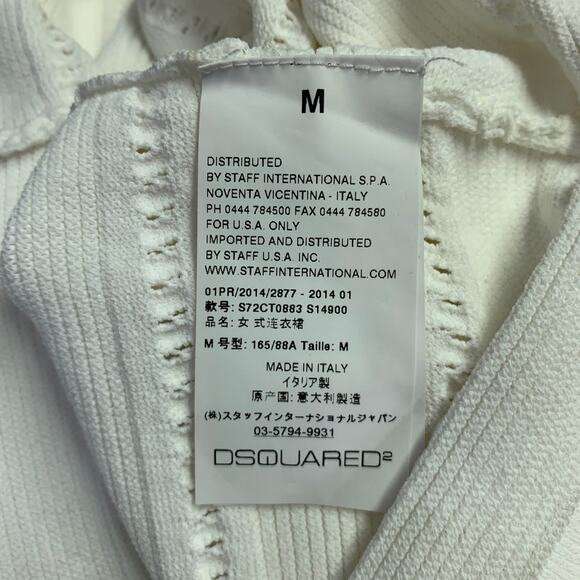 M
DISTRIBUTED
BY STAFF INTERNATIONAL S.P.A.
NOVENTA VICENTINA - ITALY
PH 0444 784500 FAX 0444 784580
FOR U.S.A. ONLY
IMPORTED AND DISTRIBUTED
BY STAFF U.S.A. INC.
WWW.STAFFINTERNATIONAL.COM
01PR/2014/2877 - 2014 01
款号: S72CT0883 S14900
品名: 女 式连衣裙
M 号型: 165/88A Taille: M
MADE IN ITALY
イタリア製
原产国: 意大利製造
(株)スタッフインターナショナルジャパン
03-5794-9931
DSQUARED²